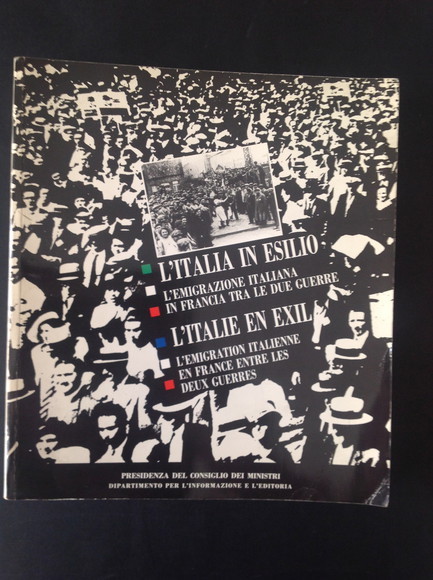 L'ITALIA IN ESILIO
L'EMIGRAZIONE ITALIANA
IN FRANCIA TRA LE DUE GUERRE
L'ITALIE EN EXIL
L'EMIGRATION ITALIENNE
EN FRANCE ENTRE LES
DEUX GUERRES
PRESIDENZA DEL CONSIGLIO DEI MINISTRI
DIPARTIMENTO PER L'INFORMAZIONE E L'EDITORIA